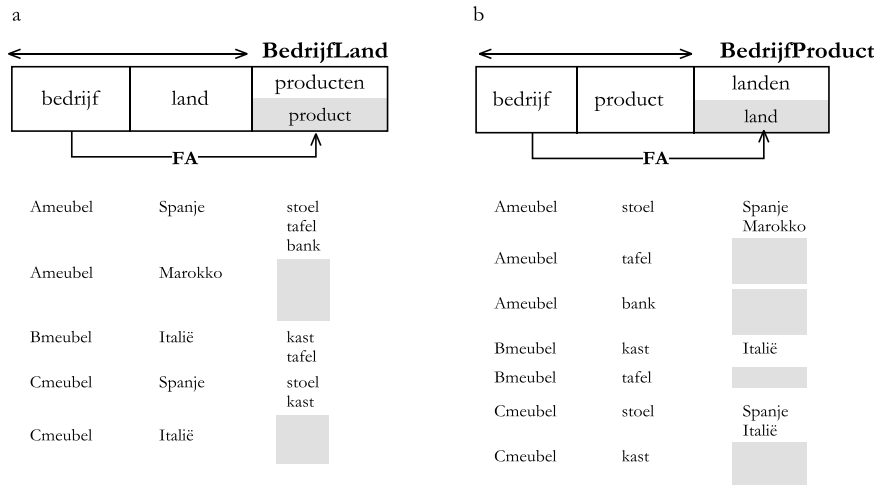 a
BedrijfLand
bedrijf land producten
product
FA
Ameubel Spanje stoel
tafel
bank
Ameubel Marokko
Bmeubel Italië kast
tafel
Cmeubel Spanje stoel
kast
Cmeubel Italië
b
BedrijfProduct
bedrijf product landen
land
FA
Ameubel stoel Spanje
Marokko
Ameubel tafel
Ameubel bank
Bmeubel kast Italië
Bmeubel tafel
Cmeubel stoel Spanje
Italië
Cmeubel kast